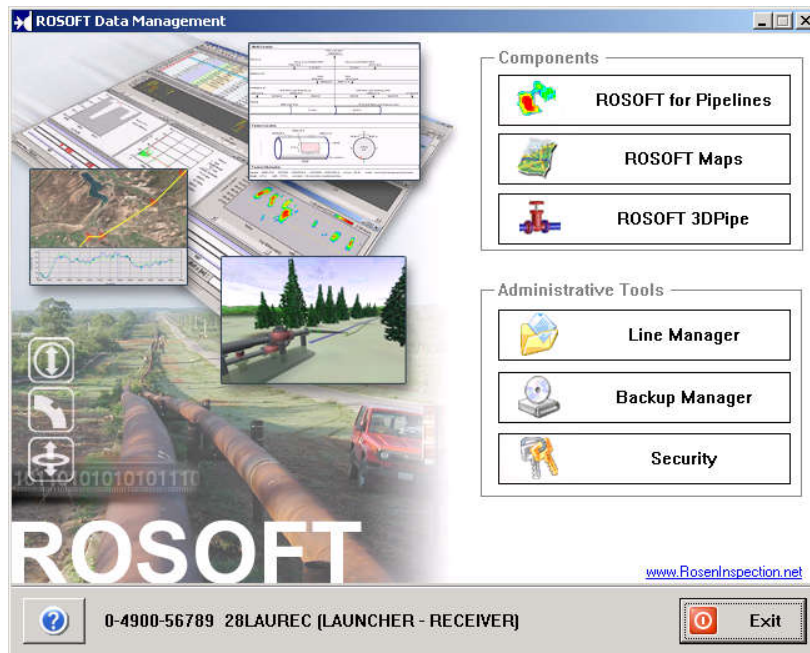 ROSOFT Data Management
Components
ROSOFT for Pipelines
ROSOFT Maps
ROSOFT 3DPipe
Administrative Tools
Line Manager
Backup Manager
Security
ROSOFT
www.RosenInspection.net
0-4900-56789 28LAUREC (LAUNCHER - RECEIVER)
Exit